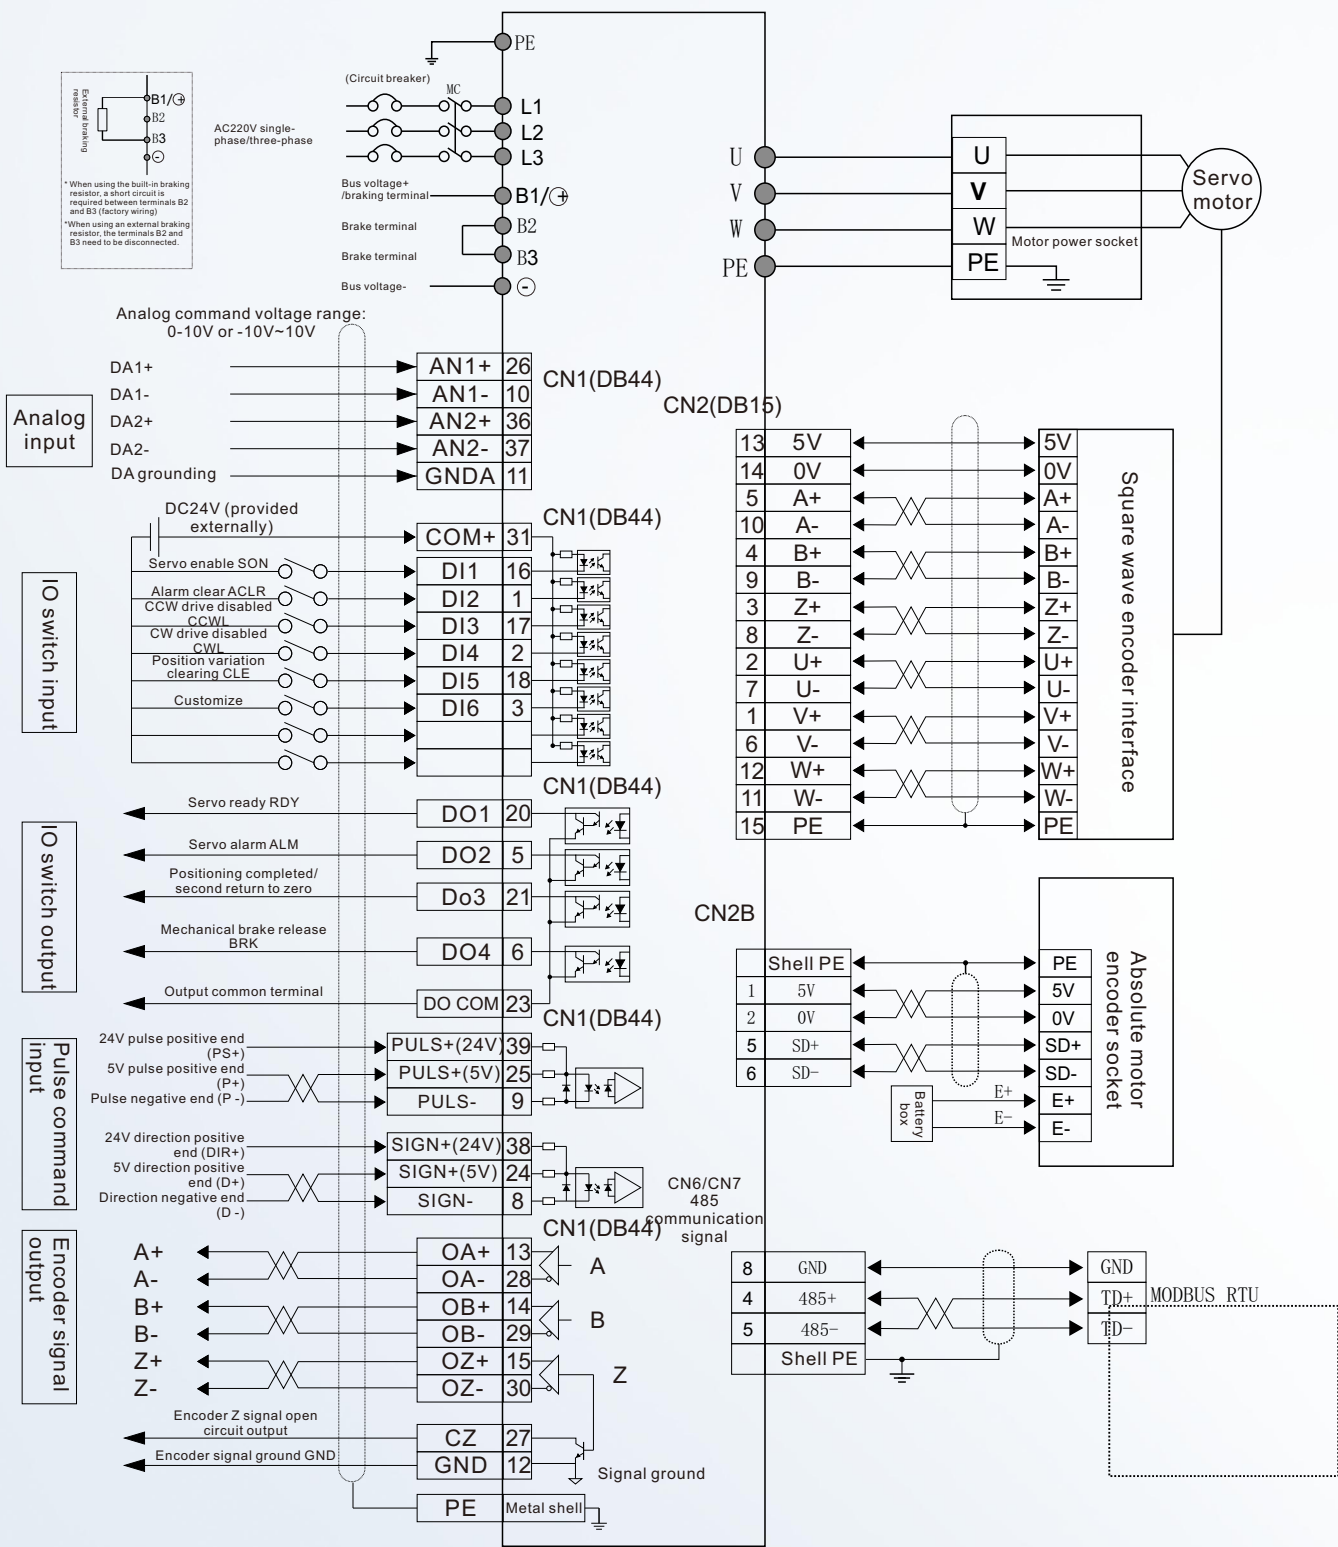 PE
(Circuit breaker)
MC
L1
L2
L3
AC220V single-
phase/three-phase
Bus voltage+
/braking terminal
B1/⊕
Brake terminal
B2
Brake terminal
B3
Bus voltage-
⊖
External braking
resistor
B1/⊕
B2
B3
⊖
* When using the built-in braking
resistor, a short circuit is
required between terminals B2
and B3 (factory wiring)
*When using an external braking
resistor, the terminals B2 and
B3 need to be disconnected.
U
V
W
PE
U
V
W
PE
Motor power socket
Servo
motor
Analog command voltage range:
0-10V or -10V~10V
Analog
input
DA1+ AN1+ 26
DA1- AN1- 10
DA2+ AN2+ 36
DA2- AN2- 37
DA grounding GNDA 11
CN1(DB44)
IO switch input
DC24V (provided
externally)
COM+ 31
CN1(DB44)
Servo enable SON
DI1 16
Alarm clear ACLR
DI2 1
CCW drive disabled
CCWL
DI3 17
CW drive disabled
CWL
DI4 2
Position variation
clearing CLE
DI5 18
Customize
DI6 3
CN1(DB44)
IO switch output
Servo ready RDY
DO1 20
Servo alarm ALM
DO2 5
Positioning completed/
second return to zero
Do3 21
Mechanical brake release
BRK
DO4 6
Output common terminal
DO COM 23
CN1(DB44)
Pulse command
input
24V pulse positive end
(PS+)
PULS+(24V) 39
5V pulse positive end
(P+)
PULS+(5V) 25
Pulse negative end (P -)
PULS- 9
24V direction positive
end (DIR+)
SIGN+(24V) 38
5V direction positive
end (D+)
SIGN+(5V) 24
Direction negative end
(D -)
SIGN- 8
CN1(DB44)
Encoder signal
output
A+ OA+ 13
A- OA- 28
A
B+ OB+ 14
B- OB- 29
B
Z+ OZ+ 15
Z- OZ- 30
Z
Encoder Z signal open
circuit output
CZ 27
Encoder signal ground GND
GND 12
Signal ground
PE Metal shell
CN2(DB15)
13 5V 5V
14 0V 0V
5 A+ A+
10 A- A-
4 B+ B+
9 B- B-
3 Z+ Z+
8 Z- Z-
2 U+ U+
7 U- U-
1 V+ V+
6 V- V-
12 W+ W+
11 W- W-
15 PE PE
Square wave encoder interface
CN2B
Shell PE PE
1 5V 5V
2 0V 0V
5 SD+ SD+
6 SD- SD-
Battery
box
E+ E+
E- E-
Absolute motor
encoder socket
CN6/CN7
485
communication
signal
8 GND GND
4 485+ TD+
5 485- TD-
Shell PE
MODBUS RTU